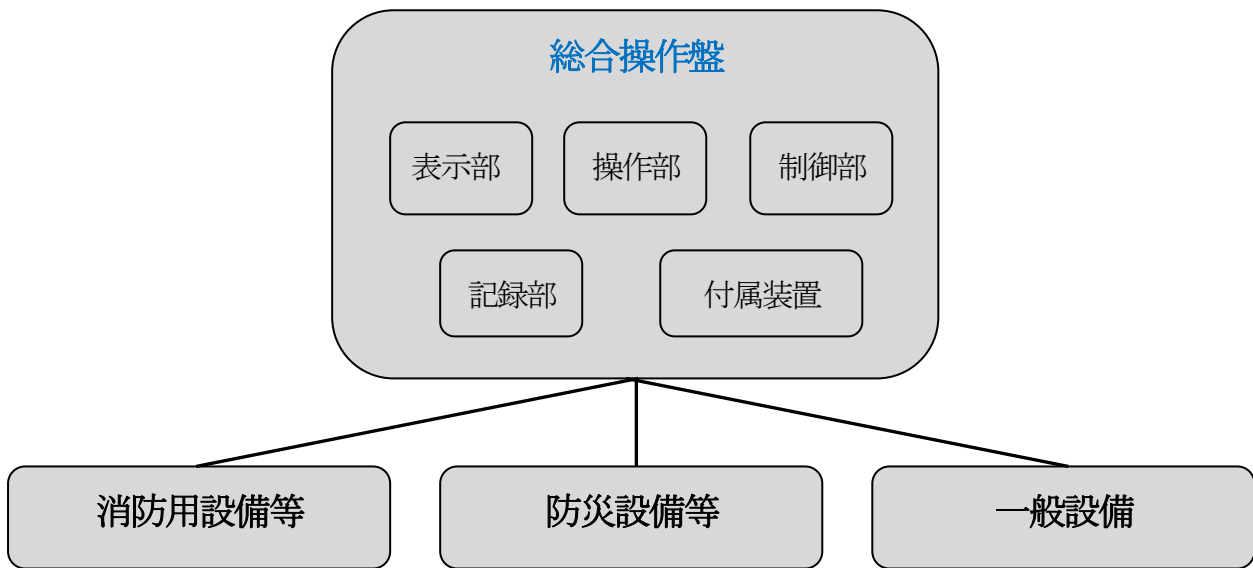 総合操作盤
表示部
操作部
制御部
記録部
付属装置
消防用設備等
防災設備等
一般設備